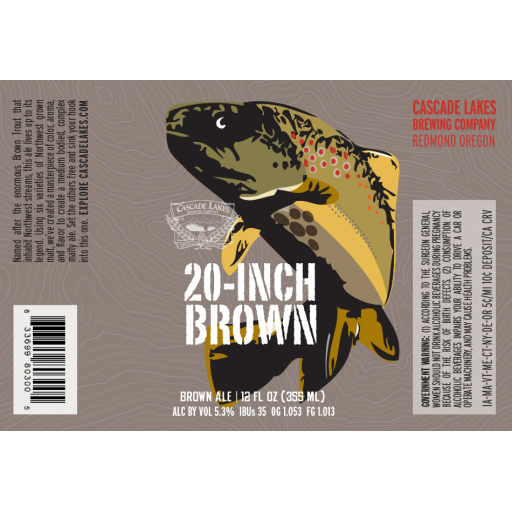 Named after the enormous Brown Trout that
inhabit Northwest streams, this ale lives up to its
legend. Using six varieties of Northwest grown
malt, we've created a masterpiece of color, aroma,
and flavor to create a medium bodied, complex
malty ale. Set the others free and sink your hook
into this one. EXPLORE CASCADELAKES.COM
6 33699 80300 5
CASCADE LAKES
BREWING COMPANY
20-INCH
BROWN
BROWN ALE | 12 FL OZ (355 ML)
ALC BY VOL 5.3% IBUs 35 OG 1.053 FG 1.013
CASCADE LAKES
BREWING COMPANY
REDMOND OREGON
GOVERNMENT WARNING: (1) ACCORDING TO THE SURGEON GENERAL,
WOMEN SHOULD NOT DRINK ALCOHOLIC BEVERAGES DURING PREGNANCY
BECAUSE OF THE RISK OF BIRTH DEFECTS. (2) CONSUMPTION OF
ALCOHOLIC BEVERAGES IMPAIRS YOUR ABILITY TO DRIVE A CAR OR
OPERATE MACHINERY, AND MAY CAUSE HEALTH PROBLEMS.
IA-MA-VT-ME-CT-NY-DE-OR 5¢/MI 10¢ DEPOSIT/CA CRV